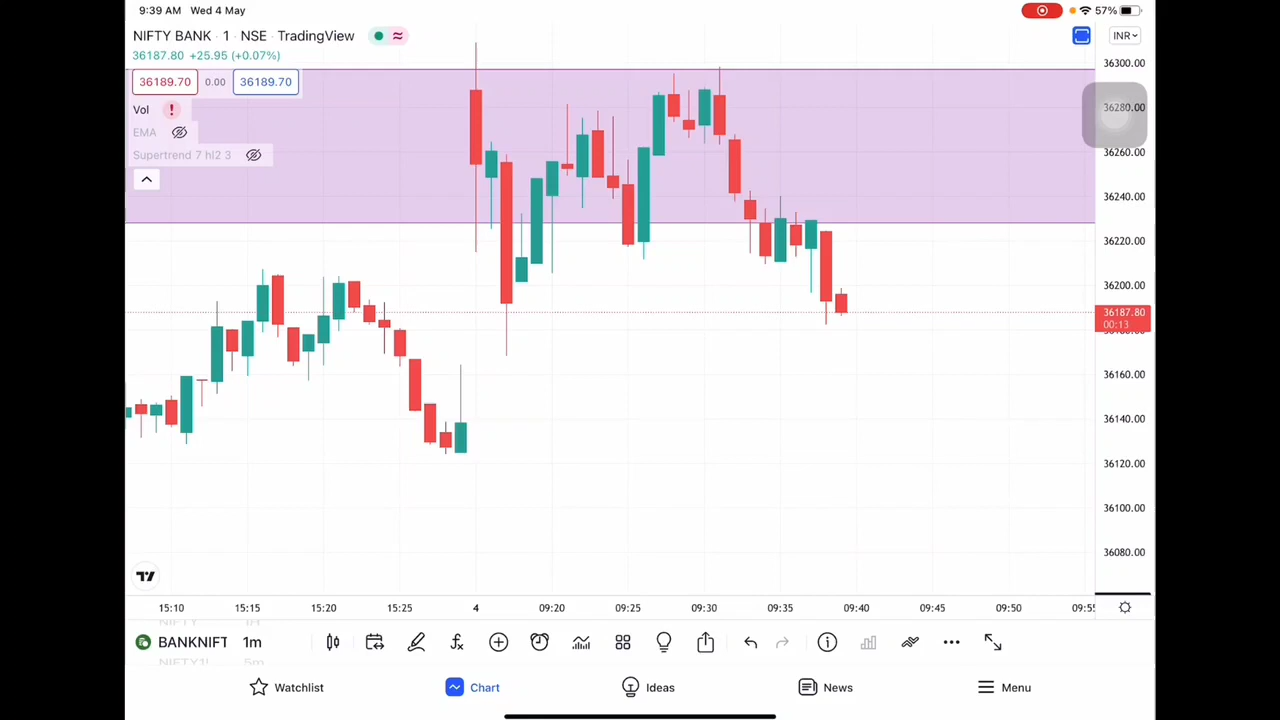 9:39 AM Wed 4 May
57%
NIFTY BANK · 1 · NSE · TradingView
INR
36187.80 +25.95 (+0.07%)
36189.70 0.00 36189.70
Vol
EMA
Supertrend 7 hl2 3
36300.00
36280.00
36260.00
36240.00
36220.00
36200.00
36187.80
00:13
36160.00
36140.00
36120.00
36100.00
36080.00
15:10 15:15 15:20 15:25 4 09:20 09:25 09:30 09:35 09:40 09:45 09:50 09:55
BANKNIFT 1m
Watchlist Chart Ideas News Menu